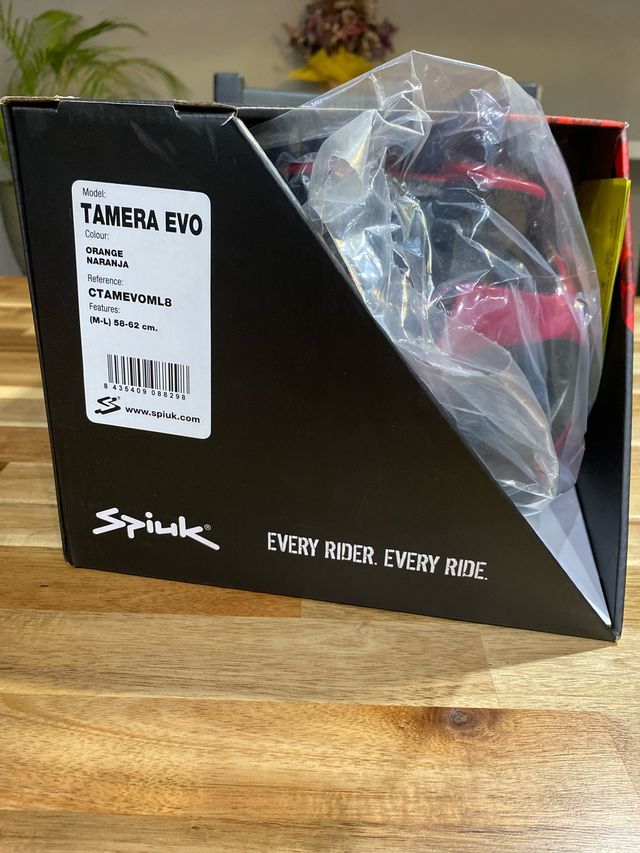 Model:
TAMERA EVO
Colour:
ORANGE
NARANJA
Reference:
CTAMEVOML8
Features:
(M-L) 58-62 cm.
8 435409 088298
www.spiuk.com
Spiuk®
EVERY RIDER. EVERY RIDE.